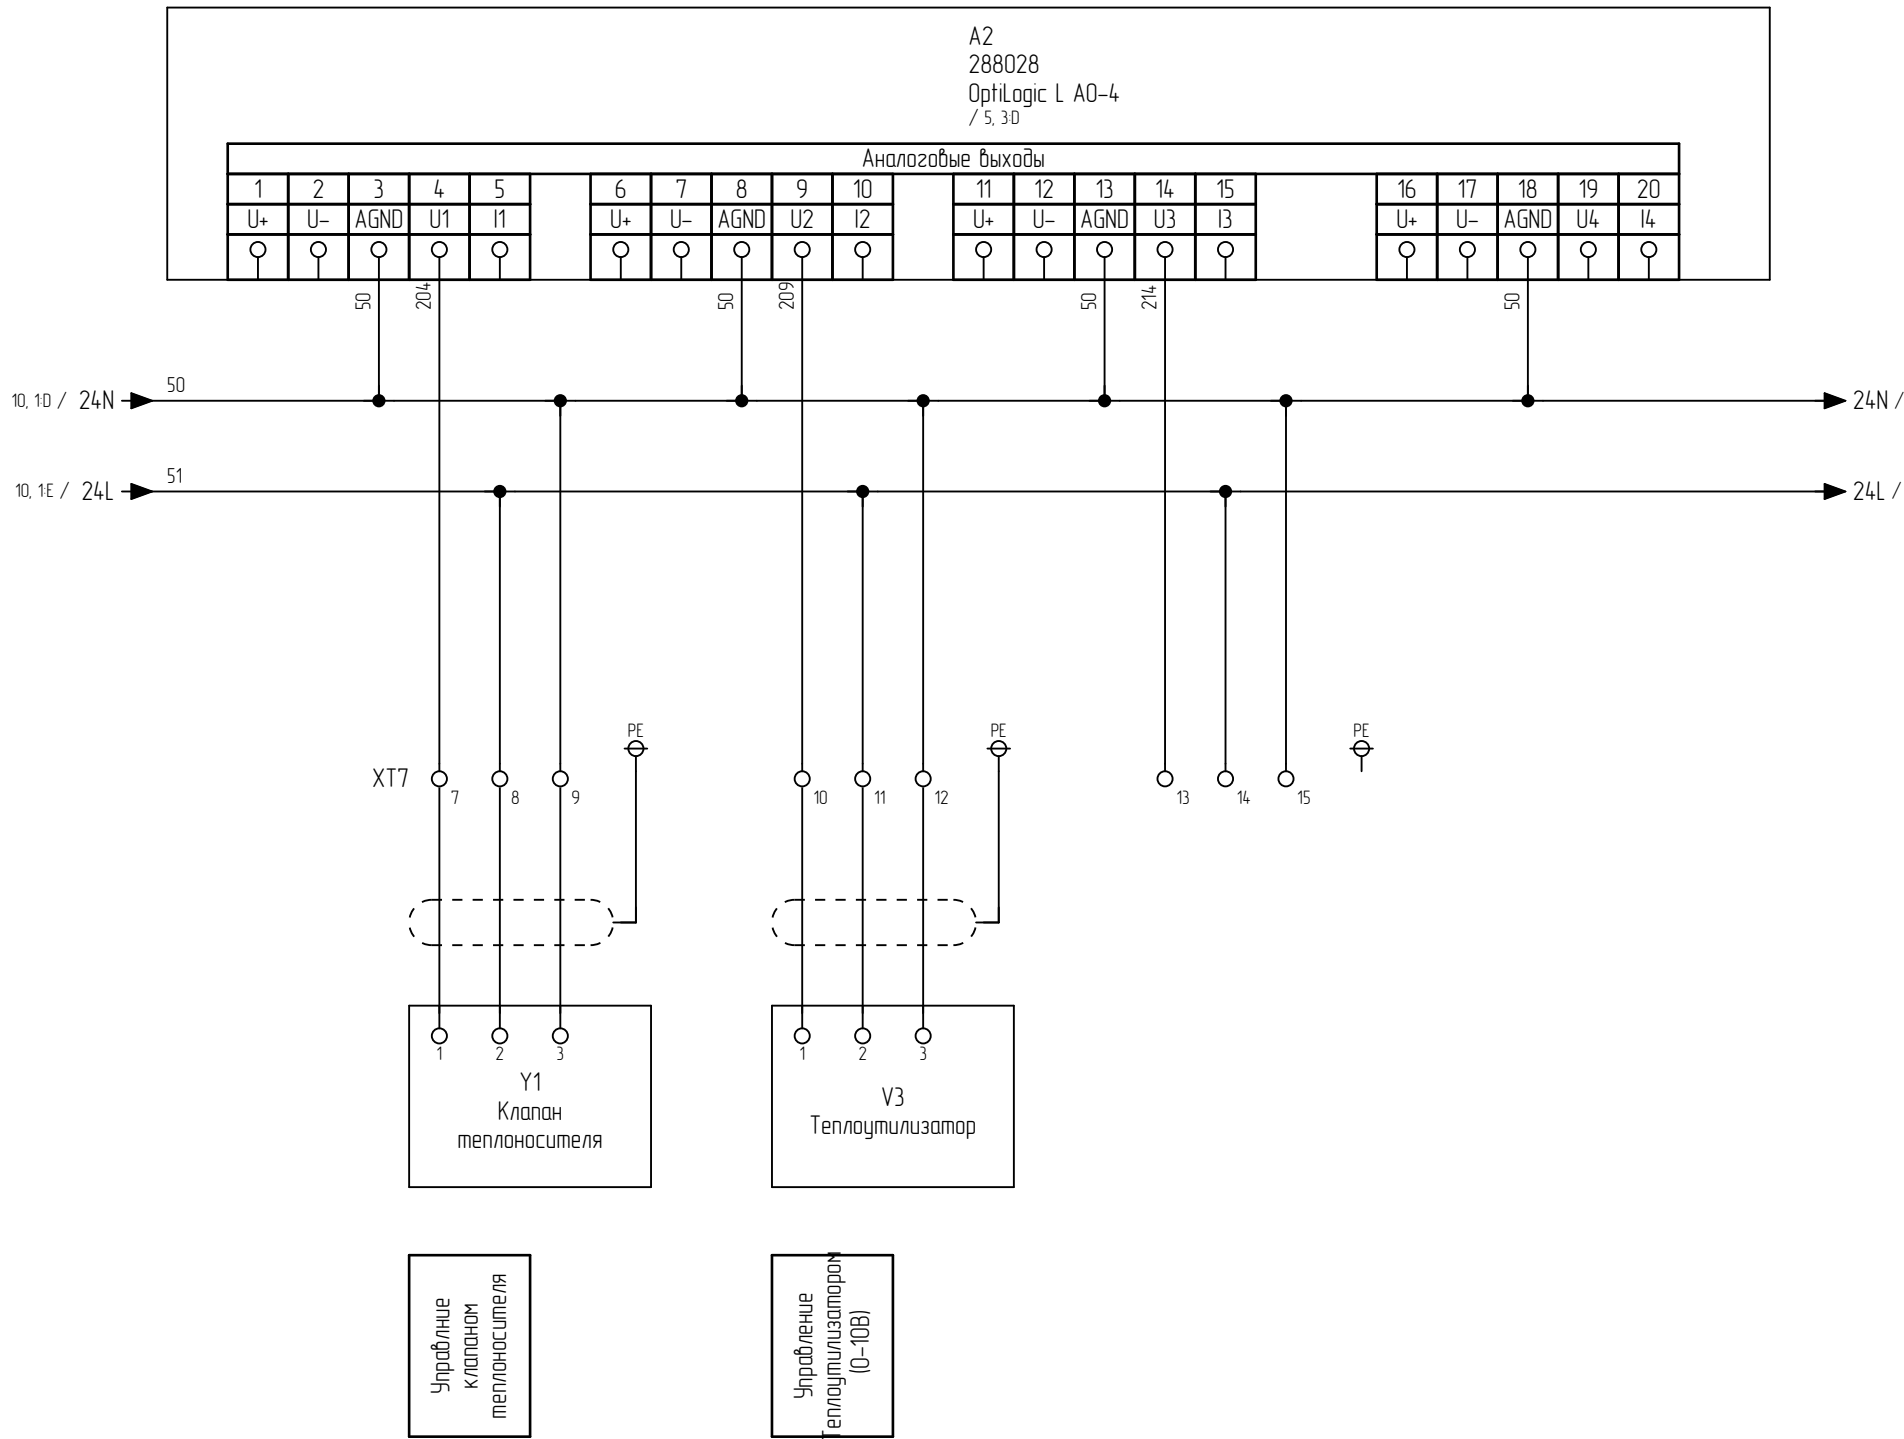 A2
288028
OptiLogic L AO-4
/ 5, 3:D
Аналоговые выходы
1 2 3 4 5 6 7 8 9 10 11 12 13 14 15 16 17 18 19 20
U+ U- AGND U1 I1 U+ U- AGND U2 I2 U+ U- AGND U3 I3 U+ U- AGND U4 I4
50 204 50 209 50 214 50
10, 1:D / 24N 50 24N /
10, 1:E / 24L 51 24L /
PE PE PE
XT7 7 8 9 10 11 12 13 14 15
1 2 3 1 2 3
Y1
Клапан
теплоносителя
V3
Теплоутилизатор
Управлние
клапаном
теплоносителя
Управление
Теплоутилизатором
(0-10В)